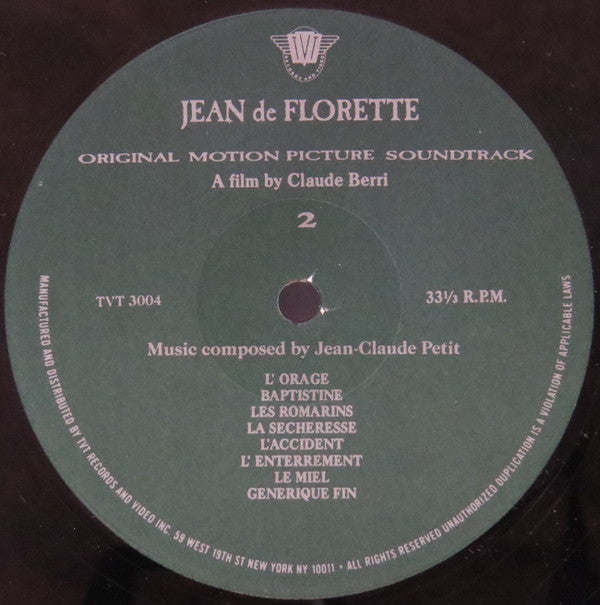 TVT
RECORDS AND VIDEO
JEAN de FLORETTE
ORIGINAL MOTION PICTURE SOUNDTRACK
A film by Claude Berri
2
TVT 3004
33⅓ R.P.M.
Music composed by Jean-Claude Petit
L' ORAGE
BAPTISTINE
LES ROMARINS
LA SECHERESSE
L'ACCIDENT
L' ENTERREMENT
LE MIEL
GENERIQUE FIN
MANUFACTURED AND DISTRIBUTED BY TVT RECORDS AND VIDEO INC. 59 WEST 19TH ST NEW YORK NY 10011 • ALL RIGHTS RESERVED UNAUTHORIZED DUPLICATION IS A VIOLATION OF APPLICABLE LAWS